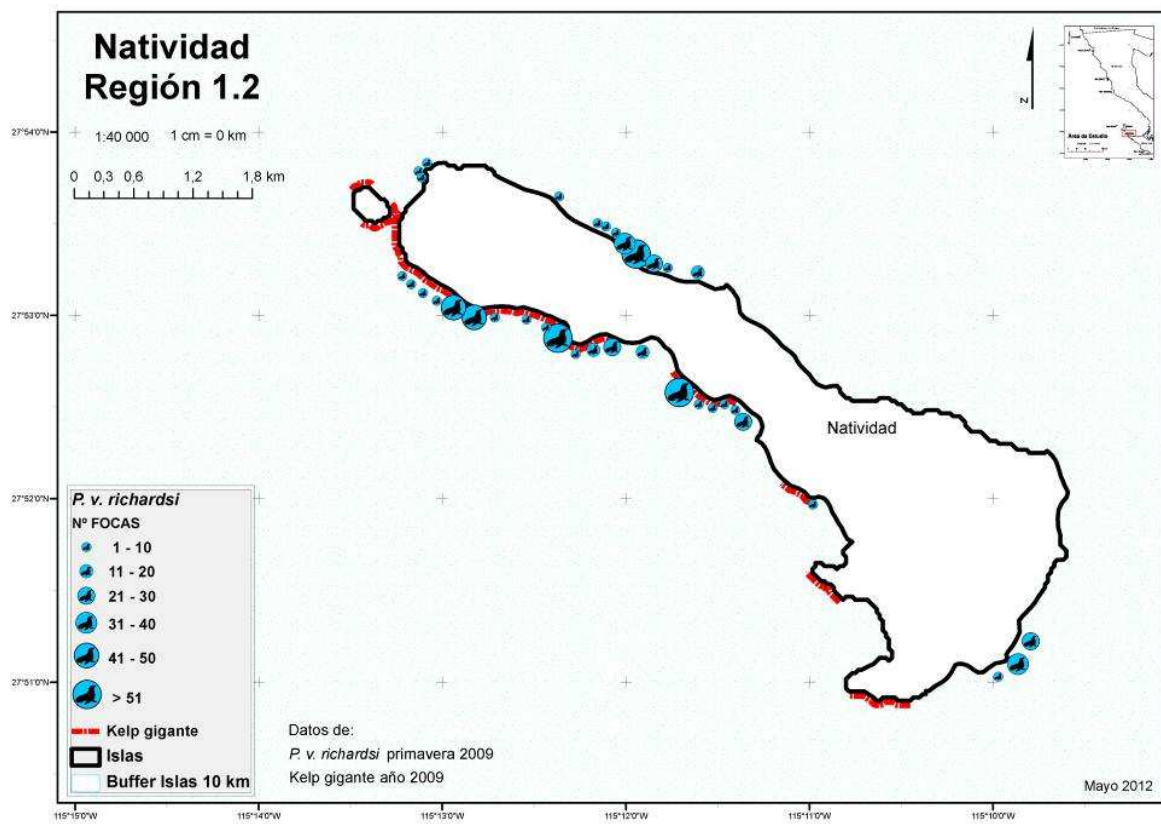 Natividad
Región 1.2
1:40 000 1 cm = 0 km
0 0,3 0,6 1,2 1,8 km
N
Área de Estudio
27°54'0"N
27°53'0"N
27°52'0"N
27°51'0"N
Natividad
P. v. richardsi
Nº FOCAS
1 - 10
11 - 20
21 - 30
31 - 40
41 - 50
> 51
Kelp gigante
Islas
Buffer Islas 10 km
Datos de:
P. v. richardsi primavera 2009
Kelp gigante año 2009
Mayo 2012
115°15'0"W 115°14'0"W 115°13'0"W 115°12'0"W 115°11'0"W 115°10'0"W